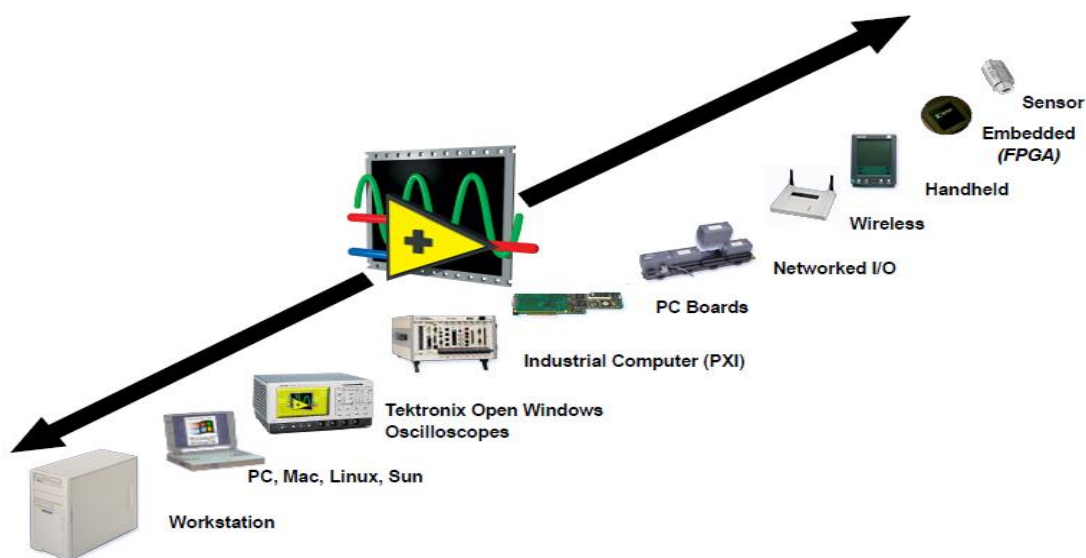 Sensor
Embedded
(FPGA)
Handheld
Wireless
Networked I/O
PC Boards
Industrial Computer (PXI)
Tektronix Open Windows
Oscilloscopes
PC, Mac, Linux, Sun
Workstation